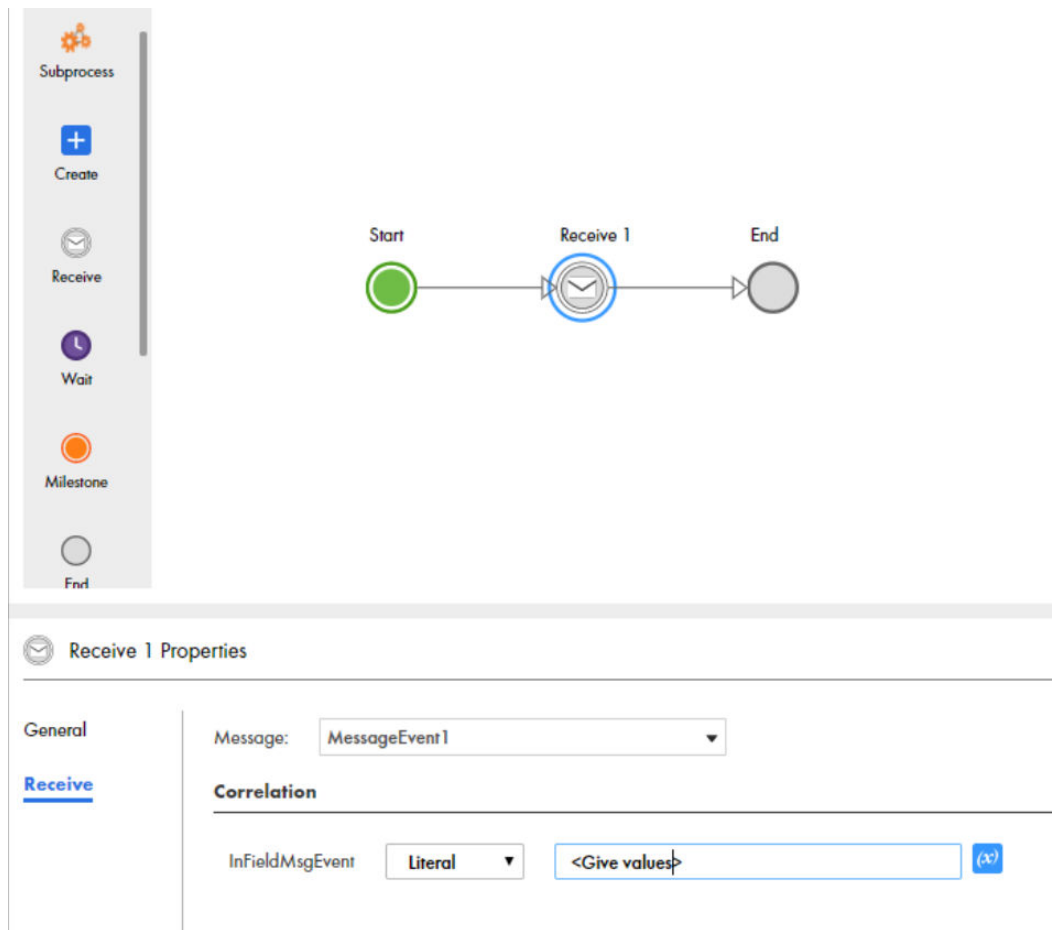 Subprocess
Create
Receive
Wait
Milestone
End
Start
Receive 1
End
Receive 1 Properties
General
Receive
Message:
MessageEvent1
Correlation
InFieldMsgEvent
Literal
<Give values>
(x)